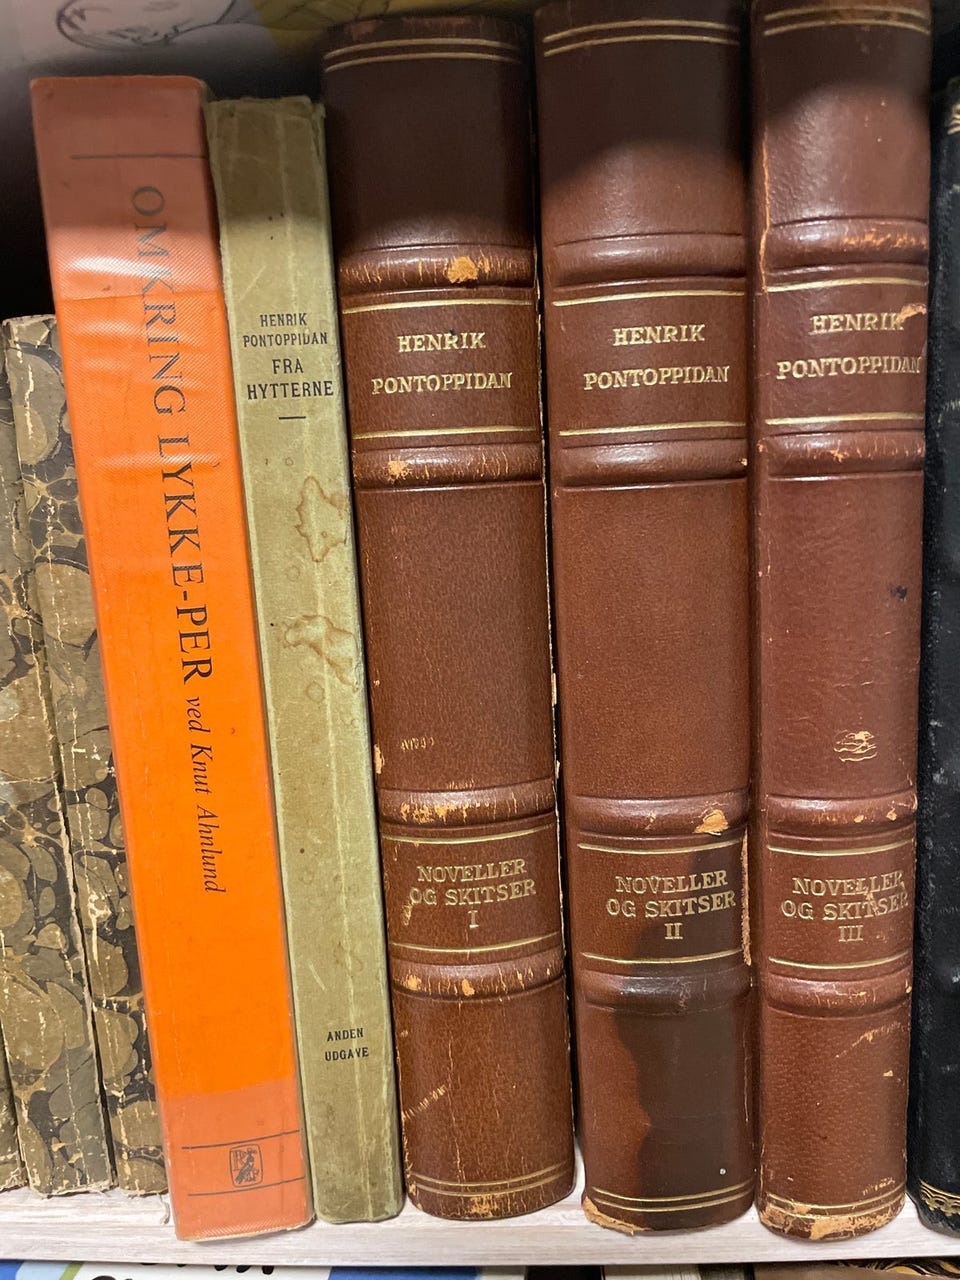 OMKRING LYKKE-PER ved Knut Ahnlund
HENRIK
PONTOPPIDAN
FRA
HYTTERNE
ANDEN
UDGAVE
HENRIK
PONTOPPIDAN
NOVELLER
OG SKITSER
I
HENRIK
PONTOPPIDAN
NOVELLER
OG SKITSER
II
HENRIK
PONTOPPIDAN
NOVELLER
OG SKITSER
III